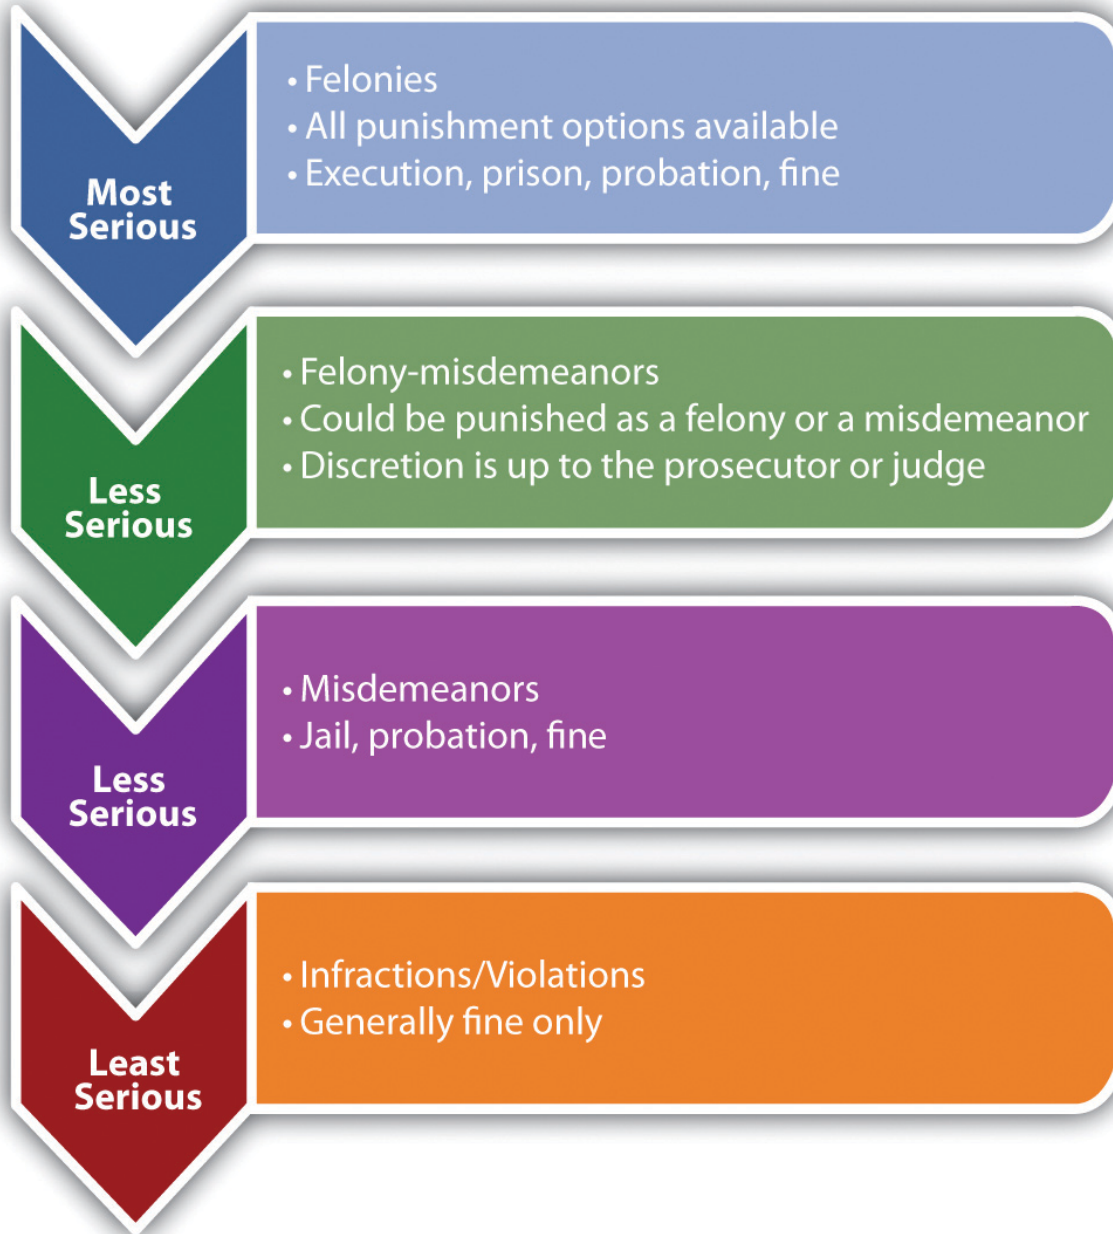 Most
Serious
• Felonies
• All punishment options available
• Execution, prison, probation, fine
Less
Serious
• Felony-misdemeanors
• Could be punished as a felony or a misdemeanor
• Discretion is up to the prosecutor or judge
Less
Serious
• Misdemeanors
• Jail, probation, fine
Least
Serious
• Infractions/Violations
• Generally fine only